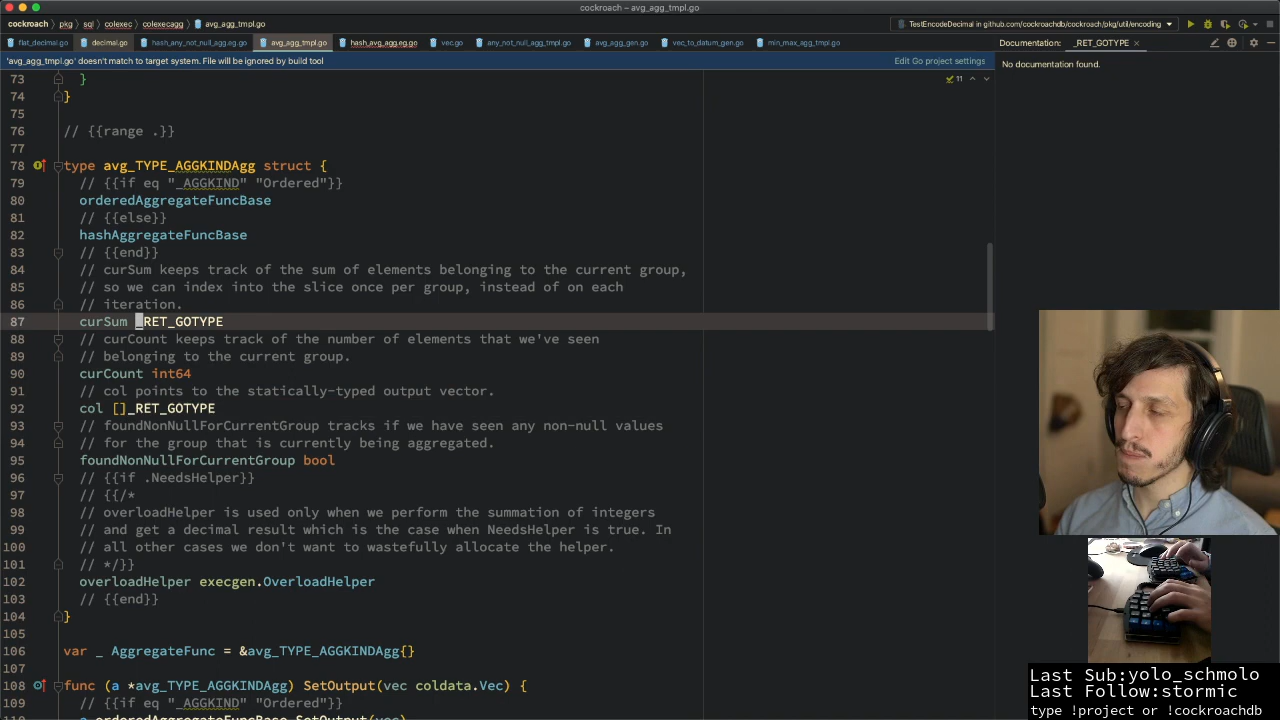 cockroach – avg_agg_tmpl.go
cockroach › pkg › sql › colexec › colexecagg › avg_agg_tmpl.go
TestEncodeDecimal in github.com/cockroachdb/cockroach/pkg/util/encoding
flat_decimal.go decimal.go hash_any_not_null_agg.eg.go avg_agg_tmpl.go hash_avg_agg.eg.go vec.go any_not_null_agg_tmpl.go avg_agg_gen.go vec_to_datum_gen.go min_max_agg_tmpl.go
Documentation: _RET_GOTYPE ×
'avg_agg_tmpl.go' doesn't match to target system. File will be ignored by build tool Edit Go project settings
No documentation found.
11
73 }
74 }
75
76 // {{range .}}
77
78 type avg_TYPE_AGGKINDAgg struct {
79 // {{if eq "_AGGKIND" "Ordered"}}
80 orderedAggregateFuncBase
81 // {{else}}
82 hashAggregateFuncBase
83 // {{end}}
84 // curSum keeps track of the sum of elements belonging to the current group,
85 // so we can index into the slice once per group, instead of on each
86 // iteration.
87 curSum _RET_GOTYPE
88 // curCount keeps track of the number of elements that we've seen
89 // belonging to the current group.
90 curCount int64
91 // col points to the statically-typed output vector.
92 col []_RET_GOTYPE
93 // foundNonNullForCurrentGroup tracks if we have seen any non-null values
94 // for the group that is currently being aggregated.
95 foundNonNullForCurrentGroup bool
96 // {{if .NeedsHelper}}
97 // {{/*
98 // overloadHelper is used only when we perform the summation of integers
99 // and get a decimal result which is the case when NeedsHelper is true. In
100 // all other cases we don't want to wastefully allocate the helper.
101 // */}}
102 overloadHelper execgen.OverloadHelper
103 // {{end}}
104 }
105
106 var _ AggregateFunc = &avg_TYPE_AGGKINDAgg{}
107
108 func (a *avg_TYPE_AGGKINDAgg) SetOutput(vec coldata.Vec) {
109 // {{if eq "_AGGKIND" "Ordered"}}
110 a.orderedAggregateFuncBase.SetOutput(vec)
Last Sub:yolo_schmolo
Last Follow:stormic
type !project or !cockroachdb